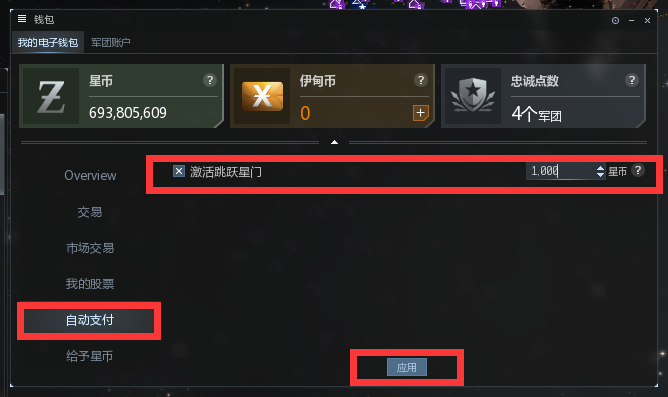 钱包
我的电子钱包 军团账户
星币 ?
693,805,609
伊甸币 ?
0 +
忠诚点数 ?
4个军团
Overview
交易
市场交易
我的股票
自动支付
给予星币
激活跳跃星门 1,000 星币 ?
应用